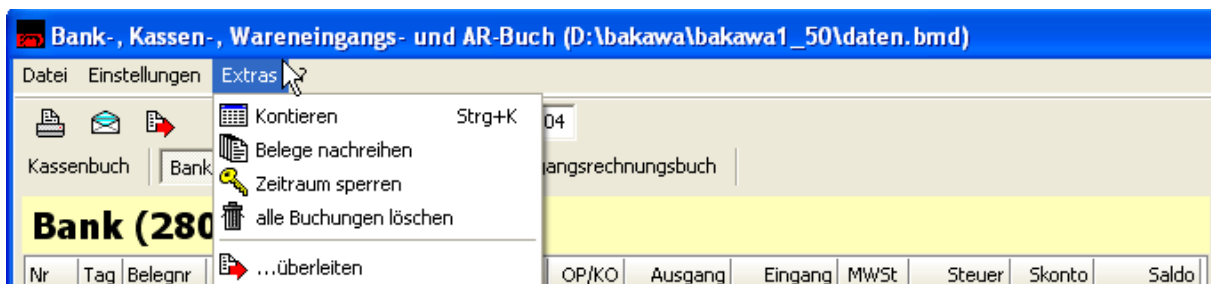 Bank-, Kassen-, Wareneingangs- und AR-Buch (D:\bakawa\bakawa1_50\daten.bmd)
Datei Einstellungen Extras ?
Kontieren Strg+K
04
Belege nachreihen
Kassenbuch Bank angsrechnungsbuch
Zeitraum sperren
alle Buchungen löschen
Bank (280
...überleiten
Nr Tag Belegnr OP/KO Ausgang Eingang MWSt Steuer Skonto Saldo